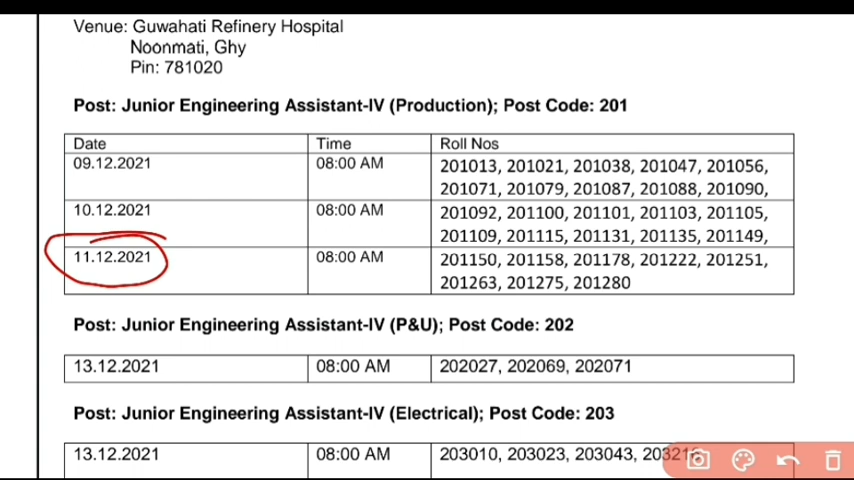 Venue: Guwahati Refinery Hospital
Noonmati, Ghy
Pin: 781020
Post: Junior Engineering Assistant-IV (Production); Post Code: 201
Date Time Roll Nos
09.12.2021 08:00 AM 201013, 201021, 201038, 201047, 201056,
201071, 201079, 201087, 201088, 201090,
10.12.2021 08:00 AM 201092, 201100, 201101, 201103, 201105,
201109, 201115, 201131, 201135, 201149,
11.12.2021 08:00 AM 201150, 201158, 201178, 201222, 201251,
201263, 201275, 201280
Post: Junior Engineering Assistant-IV (P&U); Post Code: 202
13.12.2021 08:00 AM 202027, 202069, 202071
Post: Junior Engineering Assistant-IV (Electrical); Post Code: 203
13.12.2021 08:00 AM 203010, 203023, 203043,